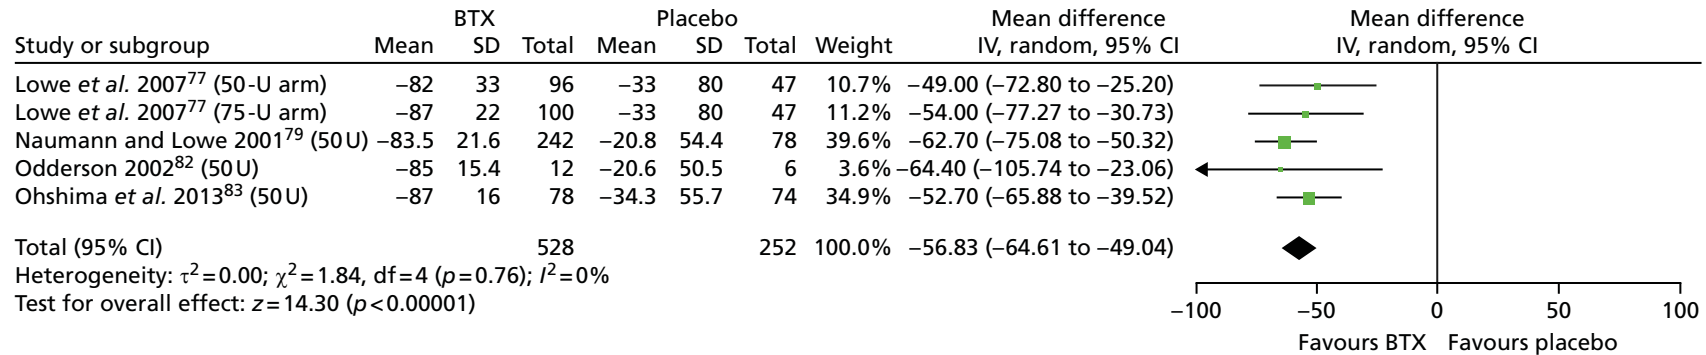 BTX Placebo Mean difference Mean difference
Study or subgroup Mean SD Total Mean SD Total Weight IV, random, 95% CI IV, random, 95% CI
Lowe et al. 2007⁷⁷ (50-U arm) −82 33 96 −33 80 47 10.7% −49.00 (−72.80 to −25.20)
Lowe et al. 2007⁷⁷ (75-U arm) −87 22 100 −33 80 47 11.2% −54.00 (−77.27 to −30.73)
Naumann and Lowe 2001⁷⁹ (50 U) −83.5 21.6 242 −20.8 54.4 78 39.6% −62.70 (−75.08 to −50.32)
Odderson 2002⁸² (50 U) −85 15.4 12 −20.6 50.5 6 3.6% −64.40 (−105.74 to −23.06)
Ohshima et al. 2013⁸³ (50 U) −87 16 78 −34.3 55.7 74 34.9% −52.70 (−65.88 to −39.52)
Total (95% CI) 528 252 100.0% −56.83 (−64.61 to −49.04)
Heterogeneity: τ²=0.00; χ²=1.84, df=4 (p=0.76); I²=0%
Test for overall effect: z=14.30 (p<0.00001)
−100 −50 0 50 100
Favours BTX Favours placebo